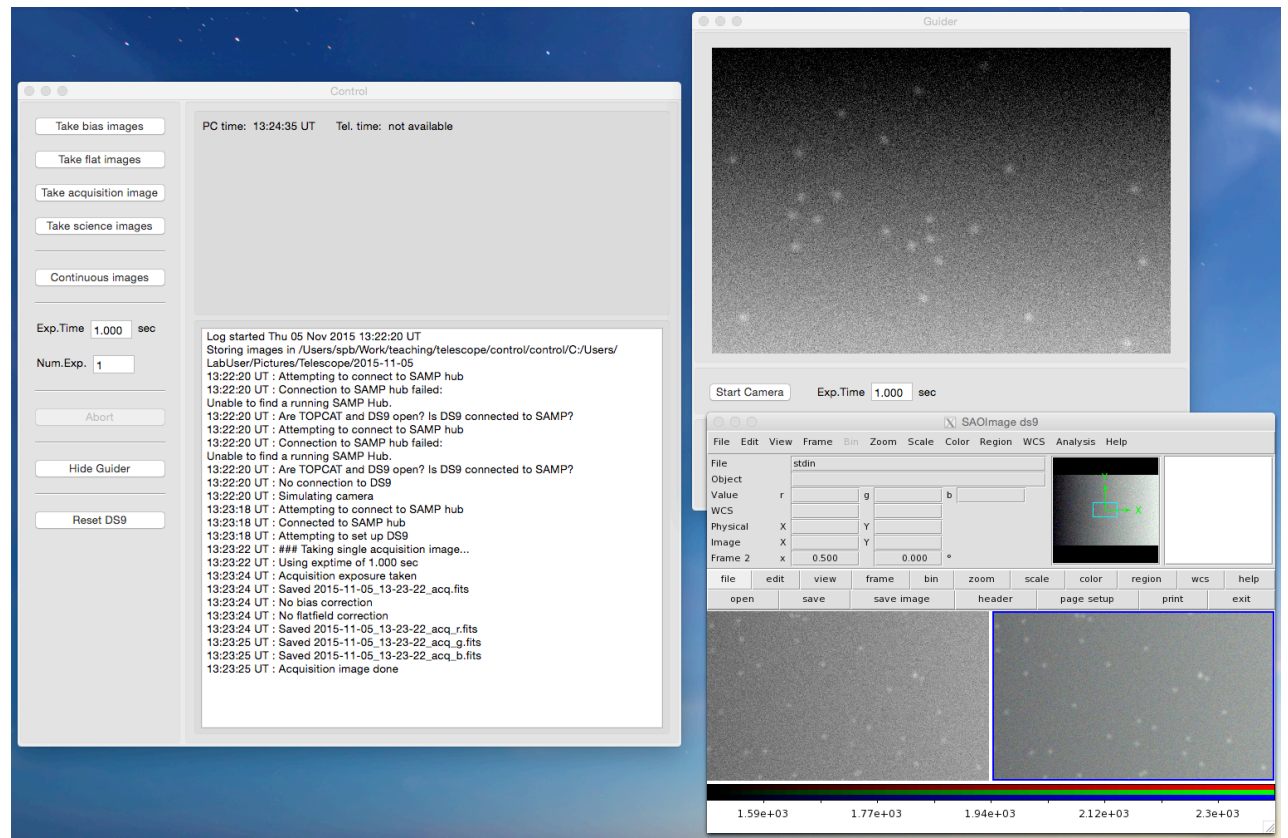 Control
Take bias images
Take flat images
Take acquisition image
Take science images
Continuous images
Exp.Time 1.000 sec
Num.Exp. 1
Abort
Hide Guider
Reset DS9
PC time: 13:24:35 UT Tel. time: not available
Log started Thu 05 Nov 2015 13:22:20 UT
Storing images in /Users/spb/Work/teaching/telescope/control/control/C:/Users/
LabUser/Pictures/Telescope/2015-11-05
13:22:20 UT : Attempting to connect to SAMP hub
13:22:20 UT : Connection to SAMP hub failed:
Unable to find a running SAMP Hub.
13:22:20 UT : Are TOPCAT and DS9 open? Is DS9 connected to SAMP?
13:22:20 UT : Attempting to connect to SAMP hub
13:22:20 UT : Connection to SAMP hub failed:
Unable to find a running SAMP Hub.
13:22:20 UT : Are TOPCAT and DS9 open? Is DS9 connected to SAMP?
13:22:20 UT : No connection to DS9
13:22:20 UT : Simulating camera
13:23:18 UT : Attempting to connect to SAMP hub
13:23:18 UT : Connected to SAMP hub
13:23:18 UT : Attempting to set up DS9
13:23:22 UT : ### Taking single acquisition image...
13:23:22 UT : Using exptime of 1.000 sec
13:23:24 UT : Acquisition exposure taken
13:23:24 UT : Saved 2015-11-05_13-23-22_acq.fits
13:23:24 UT : No bias correction
13:23:24 UT : No flatfield correction
13:23:24 UT : Saved 2015-11-05_13-23-22_acq_r.fits
13:23:25 UT : Saved 2015-11-05_13-23-22_acq_g.fits
13:23:25 UT : Saved 2015-11-05_13-23-22_acq_b.fits
13:23:25 UT : Acquisition image done
Guider
Start Camera Exp.Time 1.000 sec
SAOImage ds9
File Edit View Frame Bin Zoom Scale Color Region WCS Analysis Help
File stdin
Object
Value r g b
WCS
Physical X Y
Image X Y
Frame 2 x 0.500 0.000 °
Y
X
file edit view frame bin zoom scale color region wcs help
open save save image header page setup print exit
1.59e+03 1.77e+03 1.94e+03 2.12e+03 2.3e+03